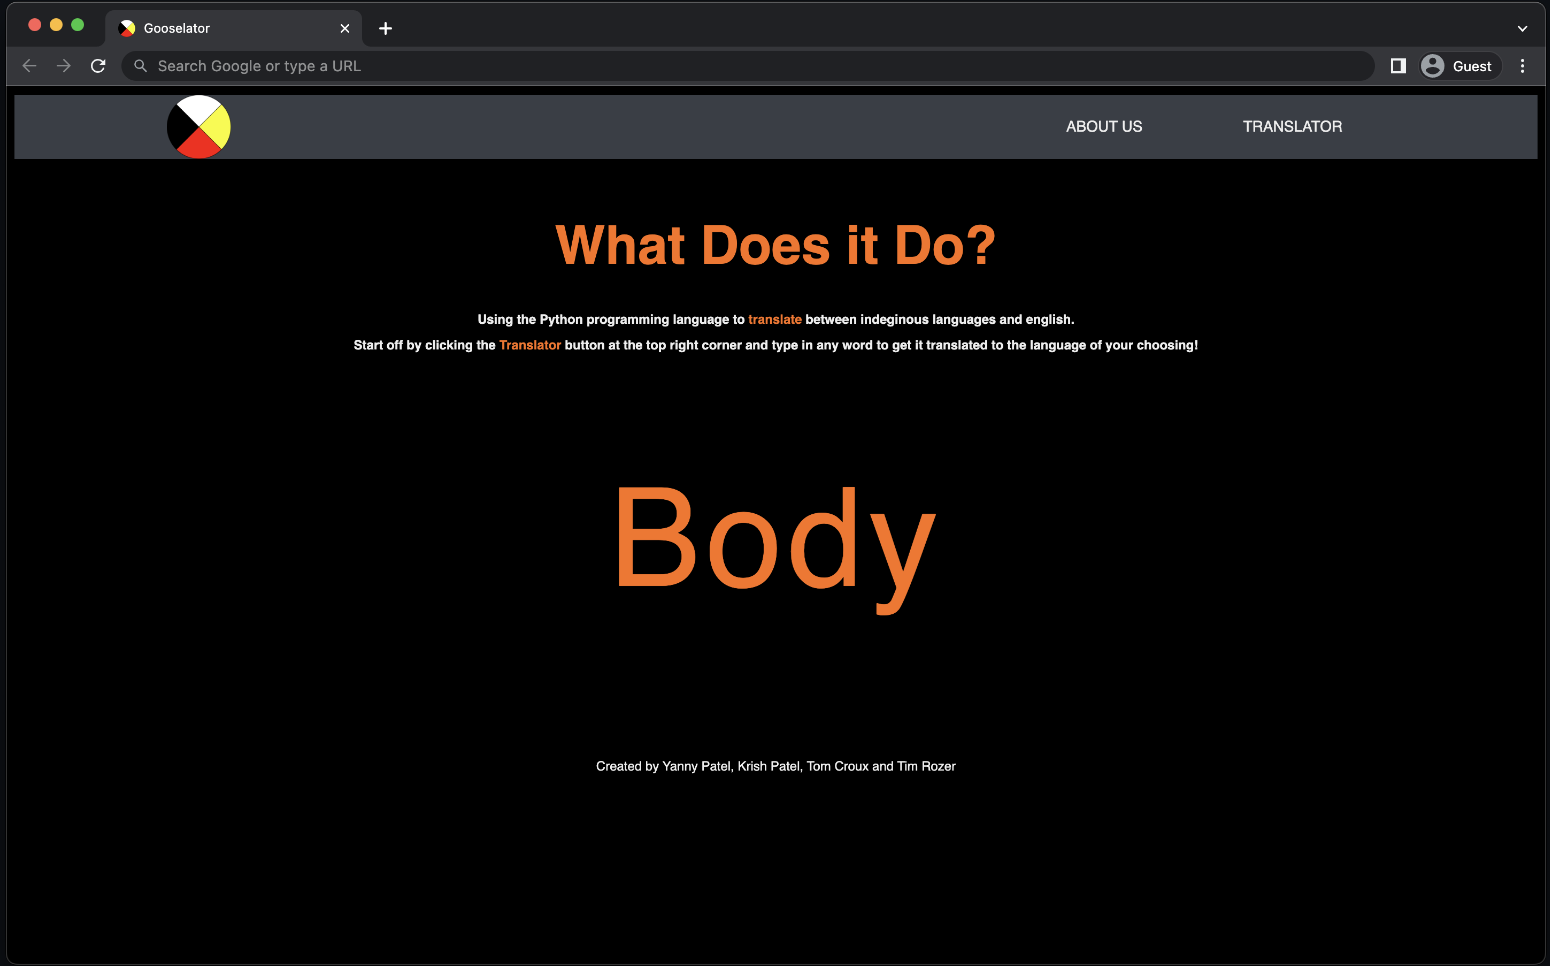 Gooselator
Search Google or type a URL
Guest
ABOUT US
TRANSLATOR
What Does it Do?
Using the Python programming language to translate between indeginous languages and english.
Start off by clicking the Translator button at the top right corner and type in any word to get it translated to the language of your choosing!
Body
Created by Yanny Patel, Krish Patel, Tom Croux and Tim Rozer